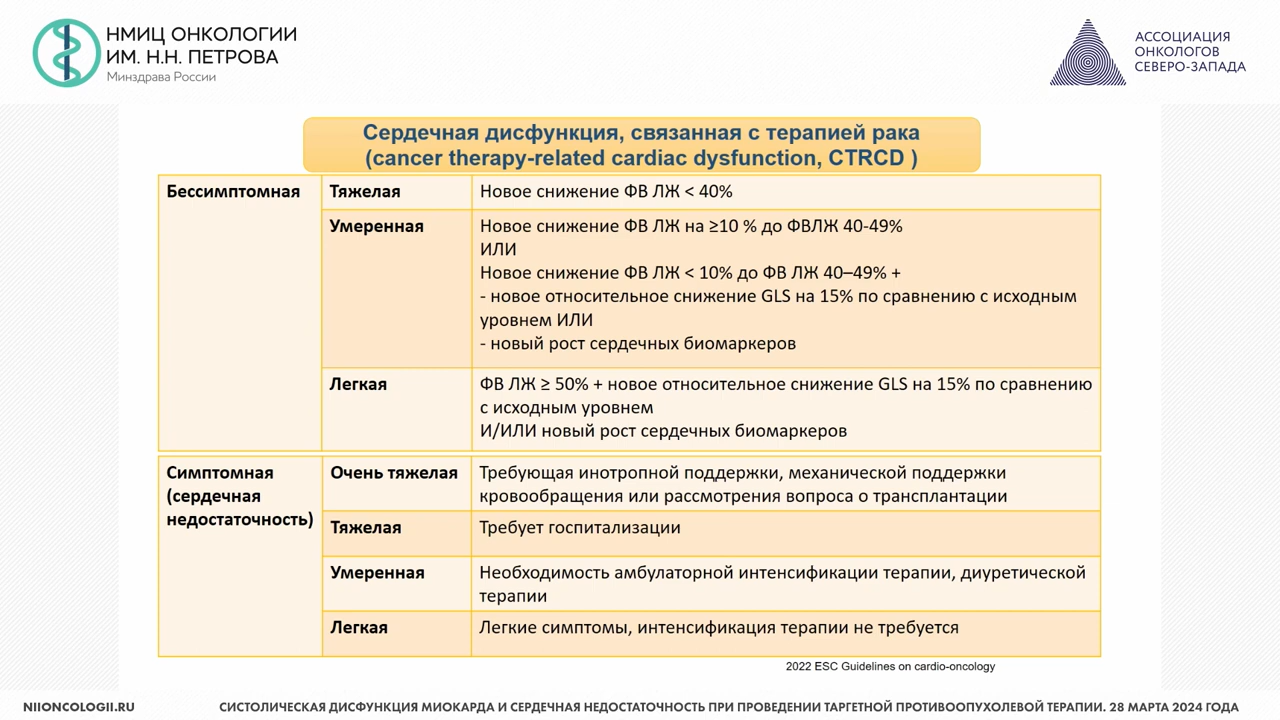 НМИЦ ОНКОЛОГИИ
ИМ. Н.Н. ПЕТРОВА
Минздрава России
АССОЦИАЦИЯ
ОНКОЛОГОВ
СЕВЕРО-ЗАПАДА
Сердечная дисфункция, связанная с терапией рака
(cancer therapy-related cardiac dysfunction, CTRCD )
Бессимптомная
Тяжелая
Новое снижение ФВ ЛЖ < 40%
Умеренная
Новое снижение ФВ ЛЖ на ≥10 % до ФВЛЖ 40-49%
ИЛИ
Новое снижение ФВ ЛЖ < 10% до ФВ ЛЖ 40–49% +
- новое относительное снижение GLS на 15% по сравнению с исходным
уровнем ИЛИ
- новый рост сердечных биомаркеров
Легкая
ФВ ЛЖ ≥ 50% + новое относительное снижение GLS на 15% по сравнению
с исходным уровнем
И/ИЛИ новый рост сердечных биомаркеров
Симптомная
(сердечная
недостаточность)
Очень тяжелая
Требующая инотропной поддержки, механической поддержки
кровообращения или рассмотрения вопроса о трансплантации
Тяжелая
Требует госпитализации
Умеренная
Необходимость амбулаторной интенсификации терапии, диуретической
терапии
Легкая
Легкие симптомы, интенсификация терапии не требуется
2022 ESC Guidelines on cardio-oncology
NIIONCOLOGII.RU
СИСТОЛИЧЕСКАЯ ДИСФУНКЦИЯ МИОКАРДА И СЕРДЕЧНАЯ НЕДОСТАТОЧНОСТЬ ПРИ ПРОВЕДЕНИИ ТАРГЕТНОЙ ПРОТИВООПУХОЛЕВОЙ ТЕРАПИИ. 28 МАРТА 2024 ГОДА